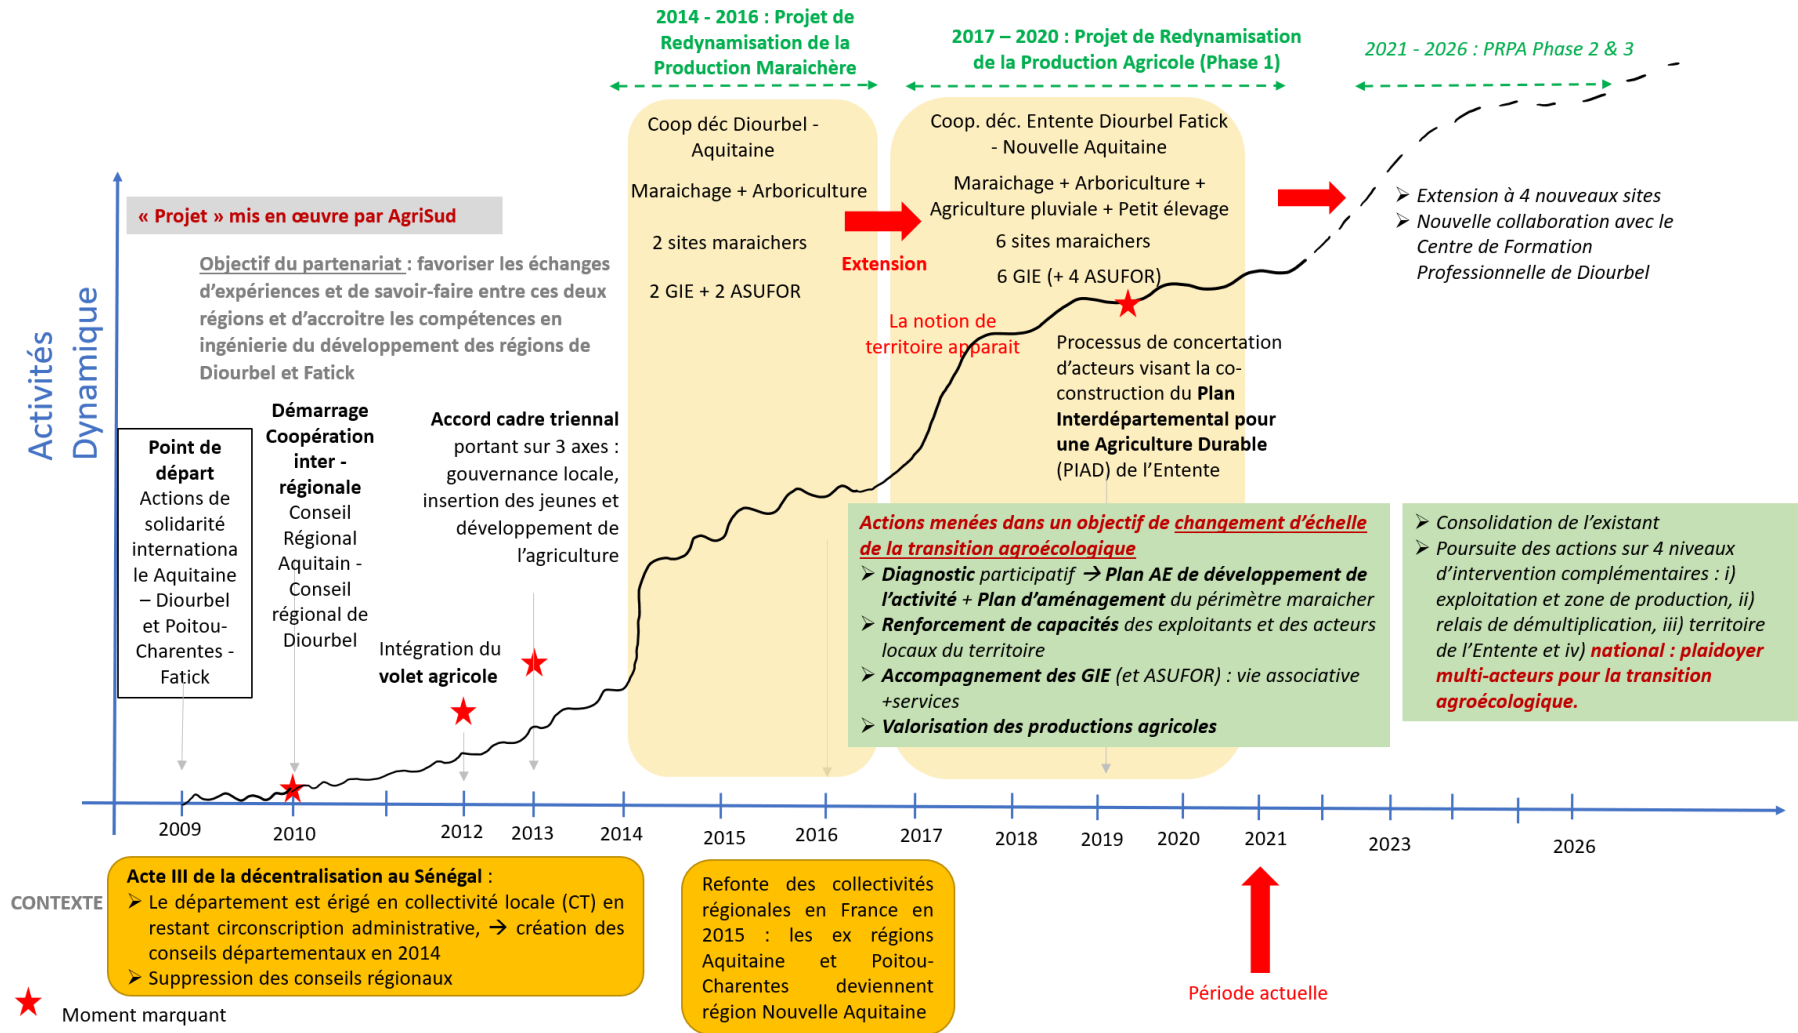 2014 - 2016 : Projet de
Redynamisation de la
Production Maraichère
2017 – 2020 : Projet de Redynamisation
de la Production Agricole (Phase 1)
2021 - 2026 : PRPA Phase 2 & 3
Coop déc Diourbel -
Aquitaine
Maraichage + Arboriculture
2 sites maraichers
2 GIE + 2 ASUFOR
Extension
Coop. déc. Entente Diourbel Fatick
- Nouvelle Aquitaine
Maraichage + Arboriculture +
Agriculture pluviale + Petit élevage
6 sites maraichers
6 GIE (+ 4 ASUFOR)
La notion de
territoire apparait
Processus de concertation
d’acteurs visant la co-
construction du Plan
Interdépartemental pour
une Agriculture Durable
(PIAD) de l’Entente
➢ Extension à 4 nouveaux sites
➢ Nouvelle collaboration avec le
Centre de Formation
Professionnelle de Diourbel
« Projet » mis en œuvre par AgriSud
Objectif du partenariat : favoriser les échanges
d’expériences et de savoir-faire entre ces deux
régions et d’accroitre les compétences en
ingénierie du développement des régions de
Diourbel et Fatick
Activités
Dynamique
Point de
départ
Actions de
solidarité
internationa
le Aquitaine
– Diourbel
et Poitou-
Charentes -
Fatick
Démarrage
Coopération
inter -
régionale
Conseil
Régional
Aquitain -
Conseil
régional de
Diourbel
Intégration du
volet agricole
Accord cadre triennal
portant sur 3 axes :
gouvernance locale,
insertion des jeunes et
développement de
l’agriculture
Actions menées dans un objectif de changement d’échelle
de la transition agroécologique
➢ Diagnostic participatif → Plan AE de développement de
l’activité + Plan d’aménagement du périmètre maraicher
➢ Renforcement de capacités des exploitants et des acteurs
locaux du territoire
➢ Accompagnement des GIE (et ASUFOR) : vie associative
+services
➢ Valorisation des productions agricoles
➢ Consolidation de l’existant
➢ Poursuite des actions sur 4 niveaux
d’intervention complémentaires : i)
exploitation et zone de production, ii)
relais de démultiplication, iii) territoire
de l’Entente et iv) national : plaidoyer
multi-acteurs pour la transition
agroécologique.
2009
2010
2012
2013
2014
2015
2016
2017
2018
2019
2020
2021
2023
2026
CONTEXTE
Acte III de la décentralisation au Sénégal :
➢ Le département est érigé en collectivité locale (CT) en
restant circonscription administrative, → création des
conseils départementaux en 2014
➢ Suppression des conseils régionaux
Refonte des collectivités
régionales en France en
2015 : les ex régions
Aquitaine et Poitou-
Charentes deviennent
région Nouvelle Aquitaine
Période actuelle
Moment marquant